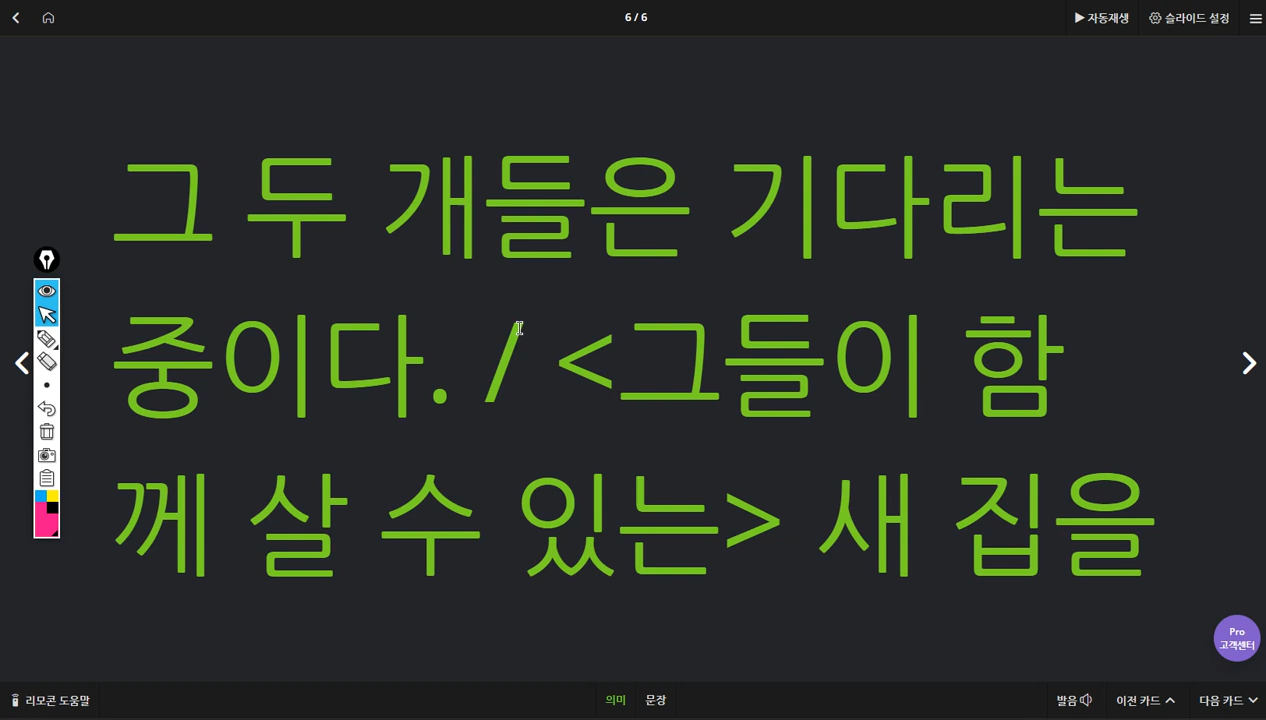 6 / 6
자동재생
슬라이드 설정
그 두 개들은 기다리는
중이다. / <그들이 함
께 살 수 있는> 새 집을
Pro
고객센터
리모콘 도움말
의미
문장
발음
이전 카드
다음 카드